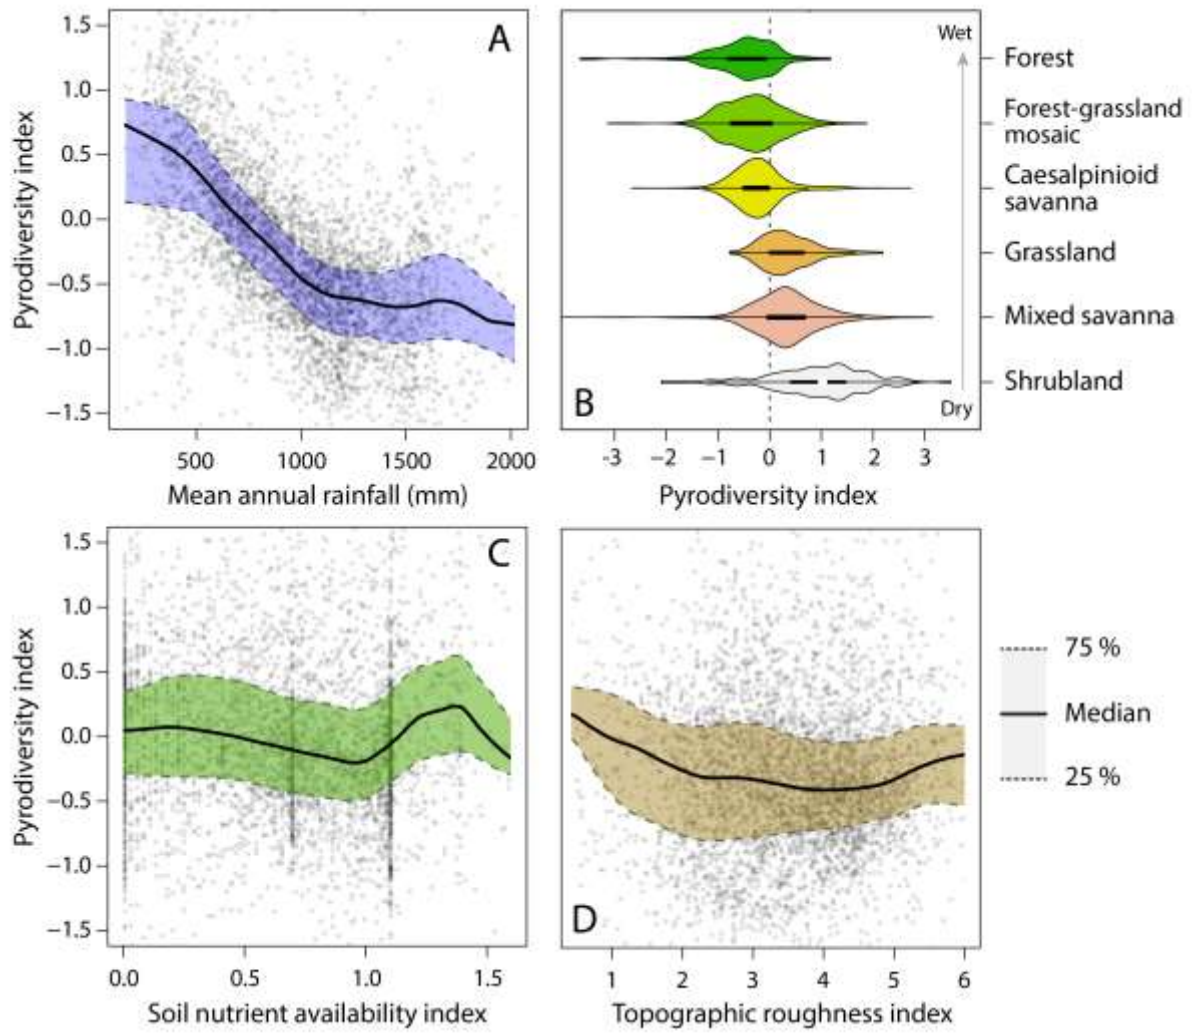 A
1.5
1.0
0.5
0.0
−0.5
−1.0
−1.5
Pyrodiversity index
500
1000
1500
2000
Mean annual rainfall (mm)
B
Wet
Dry
Forest
Forest-grassland
mosaic
Caesalpinioid
savanna
Grassland
Mixed savanna
Shrubland
-3
−2
−1
0
1
2
3
Pyrodiversity index
C
1.5
1.0
0.5
0.0
−0.5
−1.0
−1.5
Pyrodiversity index
0.0
0.5
1.0
1.5
Soil nutrient availability index
D
1
2
3
4
5
6
Topographic roughness index
75 %
Median
25 %